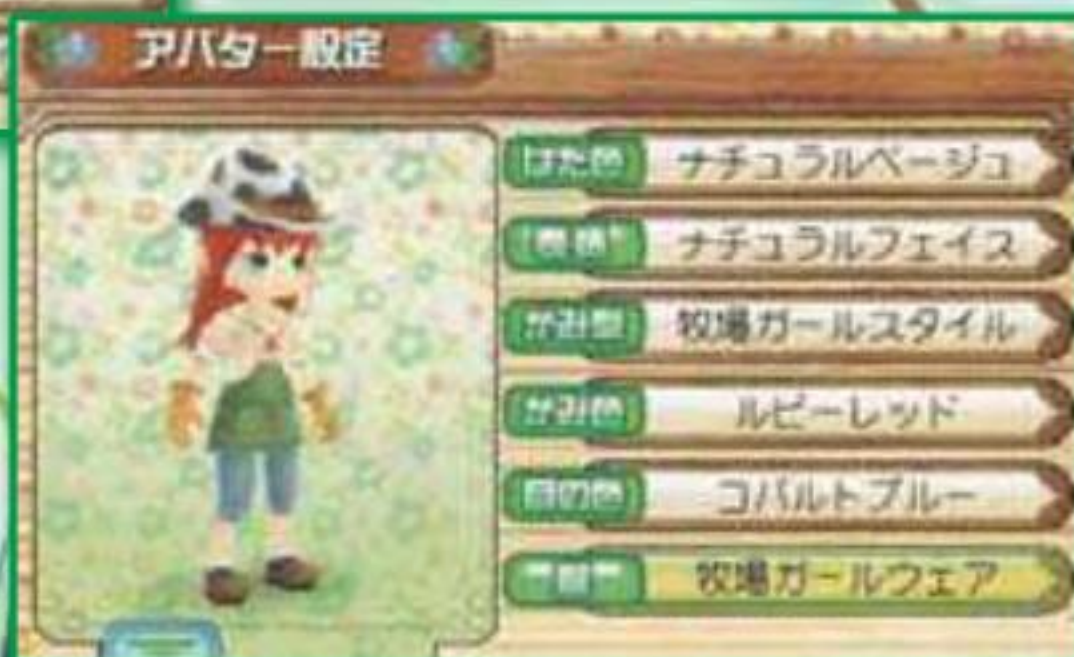 アバター設定
はだ色 ナチュラルベージュ
表情 ナチュラルフェイス
かみ型 牧場ガールスタイル
かみ色 ルビーレッド
目の色 コバルトブルー
服 牧場ガールウェア